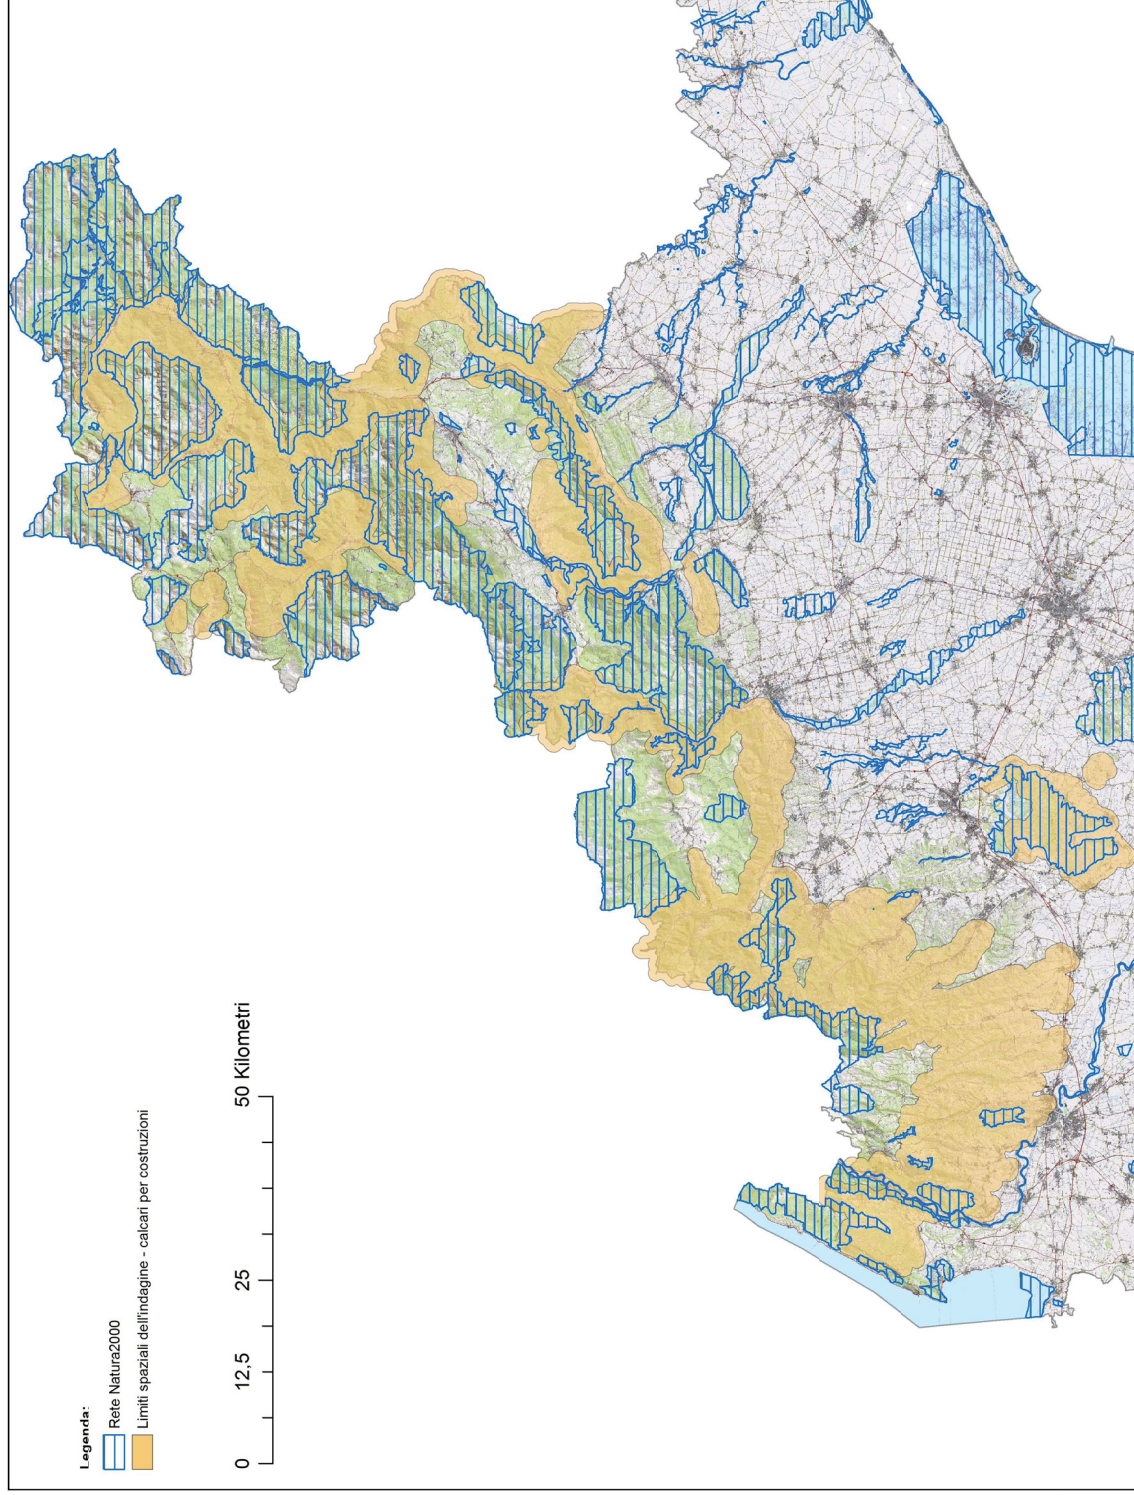 Legenda:
Rete Natura2000
Limiti spaziali dell'indagine - calcari per costruzioni
0 12,5 25 50 Kilometri